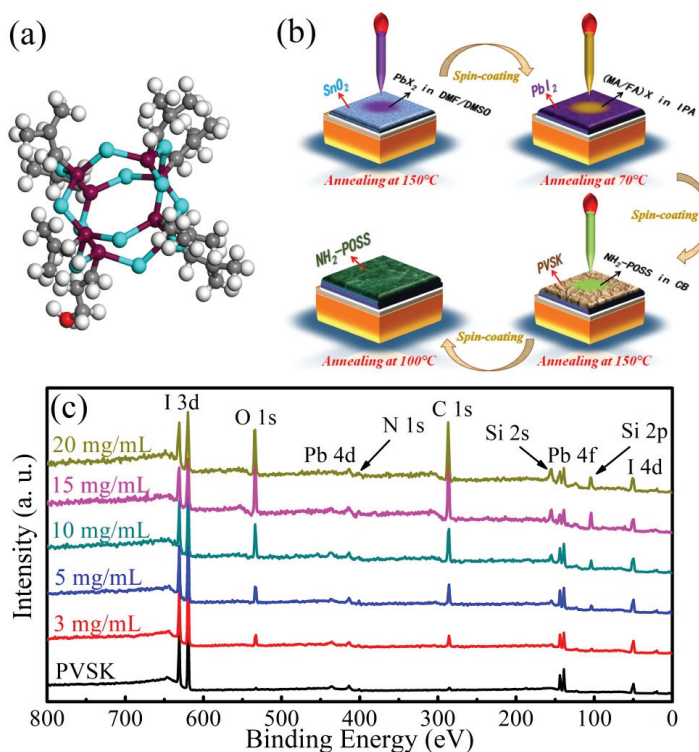 (a)
(b)
SnO₂
PbX₂ in DMF/DMSO
Annealing at 150°C
Spin-coating
PbI₂
(MA/FA)X in IPA
Annealing at 70°C
Spin-coating
NH₂-POSS
Annealing at 100°C
Spin-coating
PVSK
NH₂-POSS in CB
Annealing at 150°C
(c)
I 3d
O 1s
Pb 4d
N 1s
C 1s
Si 2s
Pb 4f
Si 2p
I 4d
20 mg/mL
15 mg/mL
10 mg/mL
5 mg/mL
3 mg/mL
PVSK
Intensity (a. u.)
800 700 600 500 400 300 200 100 0
Binding Energy (eV)